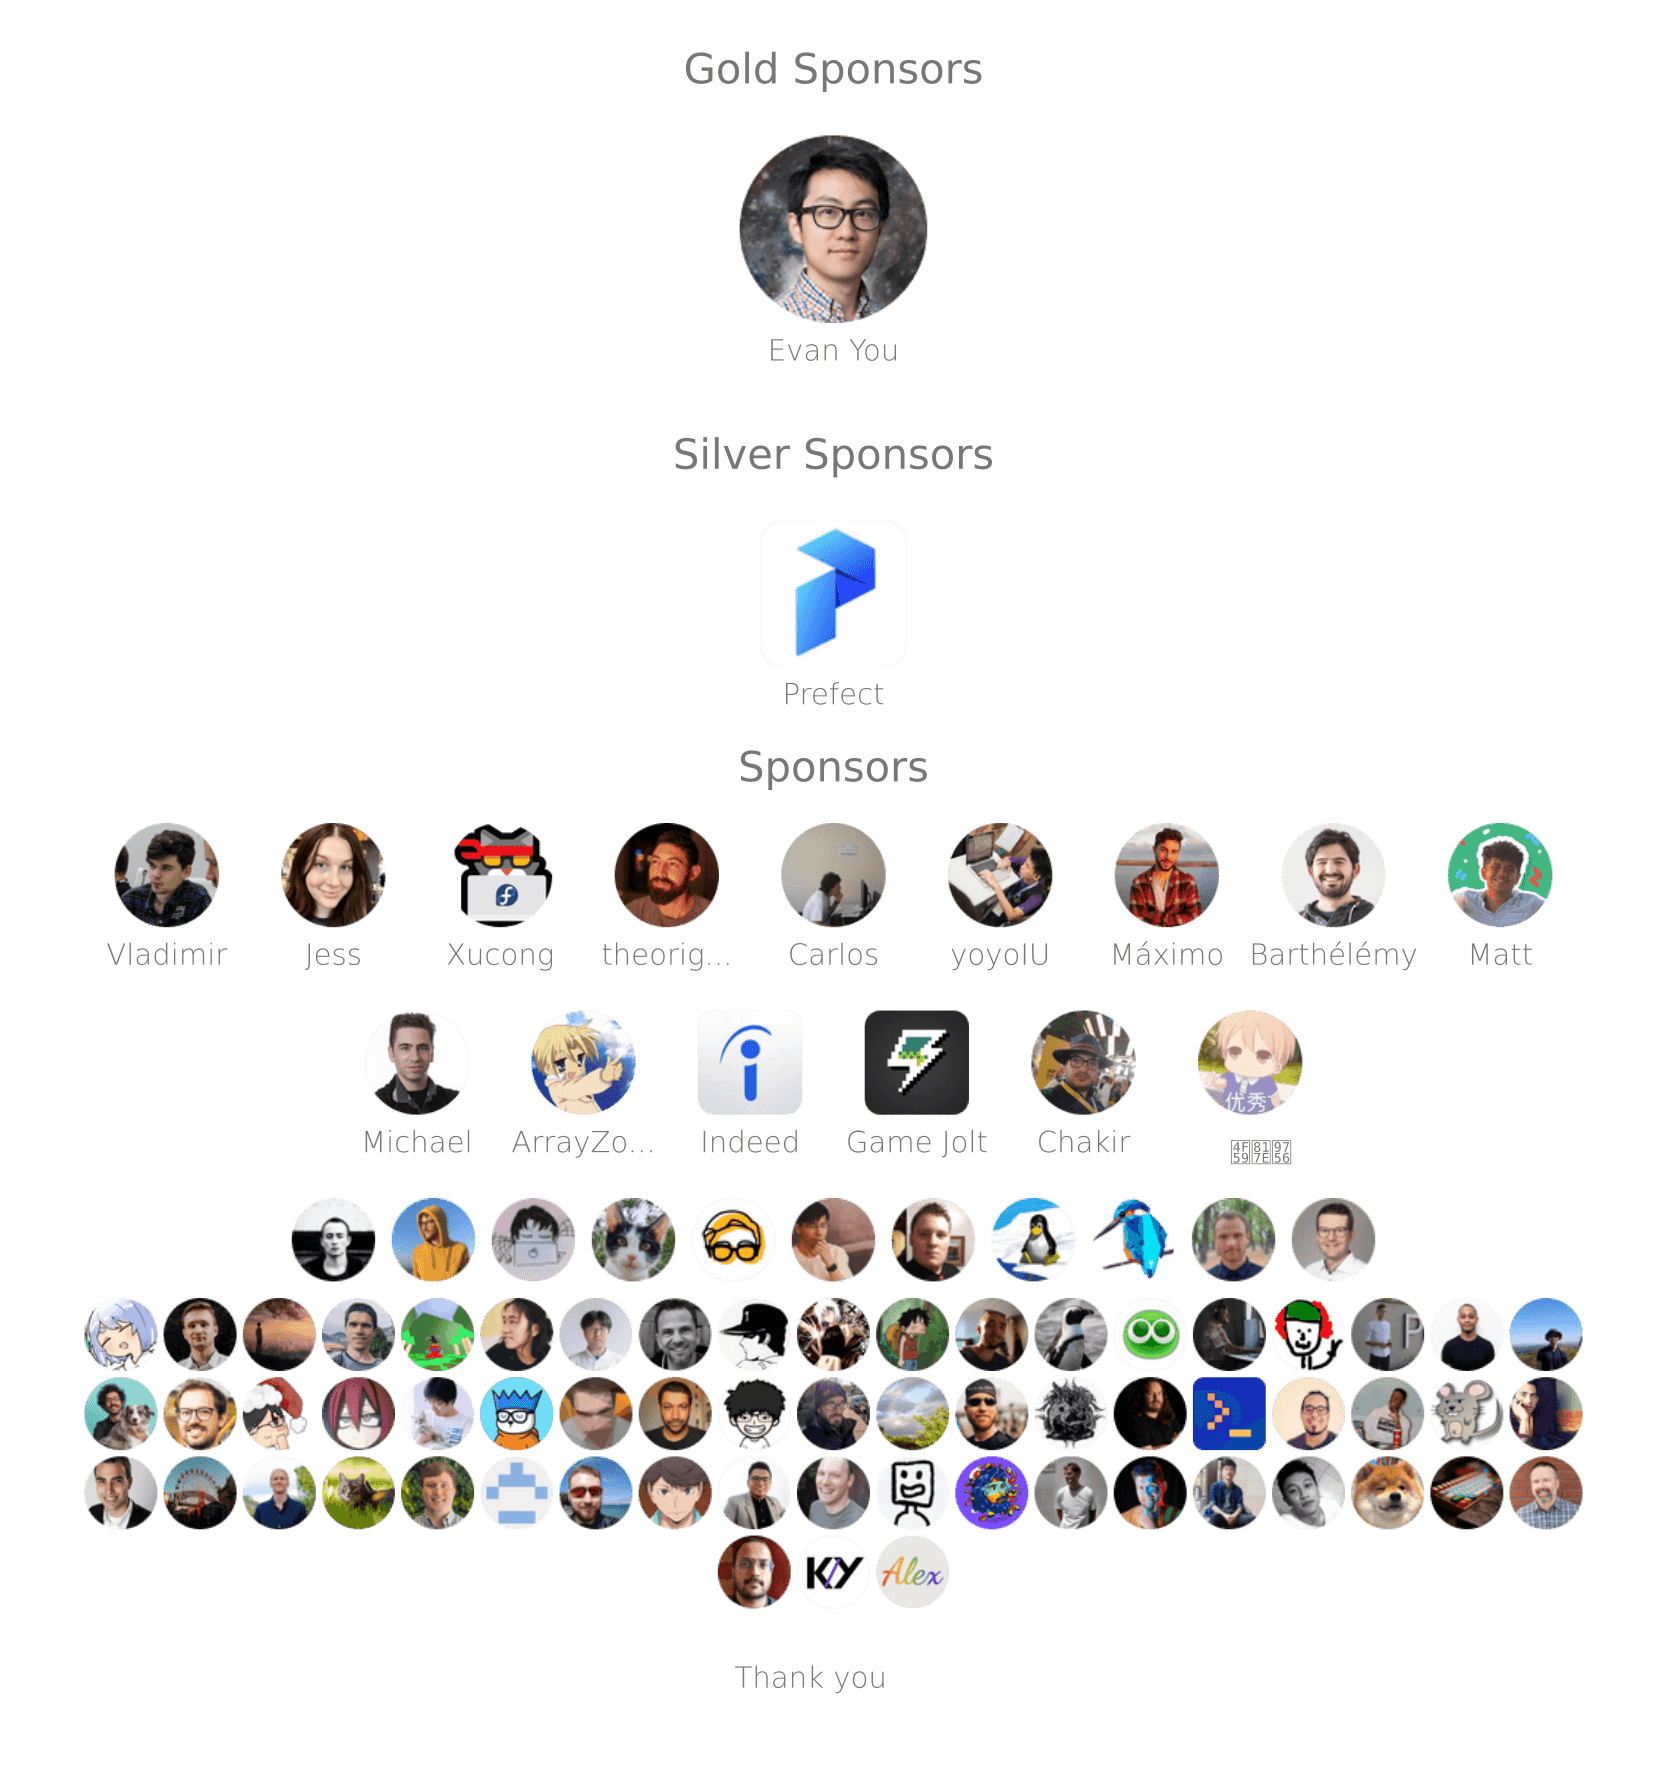 Gold Sponsors
Evan You
Silver Sponsors
Prefect
Sponsors
Vladimir Jess Xucong theorig... Carlos yoyolU Máximo Barthélémy Matt
优秀
Michael ArrayZo... Indeed Game Jolt Chakir
P
KY Alex
Thank you